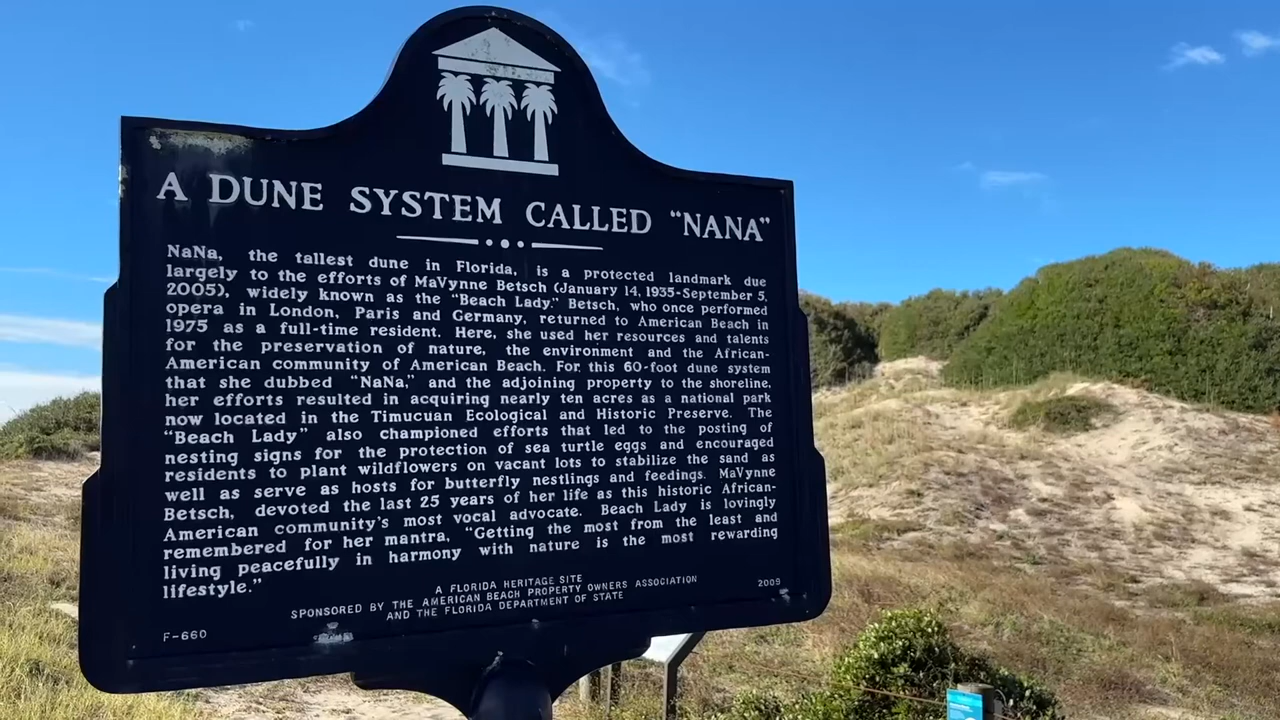 A DUNE SYSTEM CALLED "NANA"
NaNa, the tallest dune in Florida, is a protected landmark due
largely to the efforts of MaVynne Betsch (January 14, 1935-September 5,
2005), widely known as the "Beach Lady." Betsch, who once performed
opera in London, Paris and Germany, returned to American Beach in
1975 as a full-time resident. Here, she used her resources and talents
for the preservation of nature, the environment and the African-
American community of American Beach. For this 60-foot dune system
that she dubbed "NaNa," and the adjoining property to the shoreline,
her efforts resulted in acquiring nearly ten acres as a national park
now located in the Timucuan Ecological and Historic Preserve. The
"Beach Lady" also championed efforts that led to the posting of
nesting signs for the protection of sea turtle eggs and encouraged
residents to plant wildflowers on vacant lots to stabilize the sand as
well as serve as hosts for butterfly nestlings and feedings. MaVynne
Betsch, devoted the last 25 years of her life as this historic African-
American community's most vocal advocate. Beach Lady is lovingly
remembered for her mantra, "Getting the most from the least and
living peacefully in harmony with nature is the most rewarding
lifestyle."
A FLORIDA HERITAGE SITE
SPONSORED BY THE AMERICAN BEACH PROPERTY OWNERS ASSOCIATION
AND THE FLORIDA DEPARTMENT OF STATE
F-660
2009